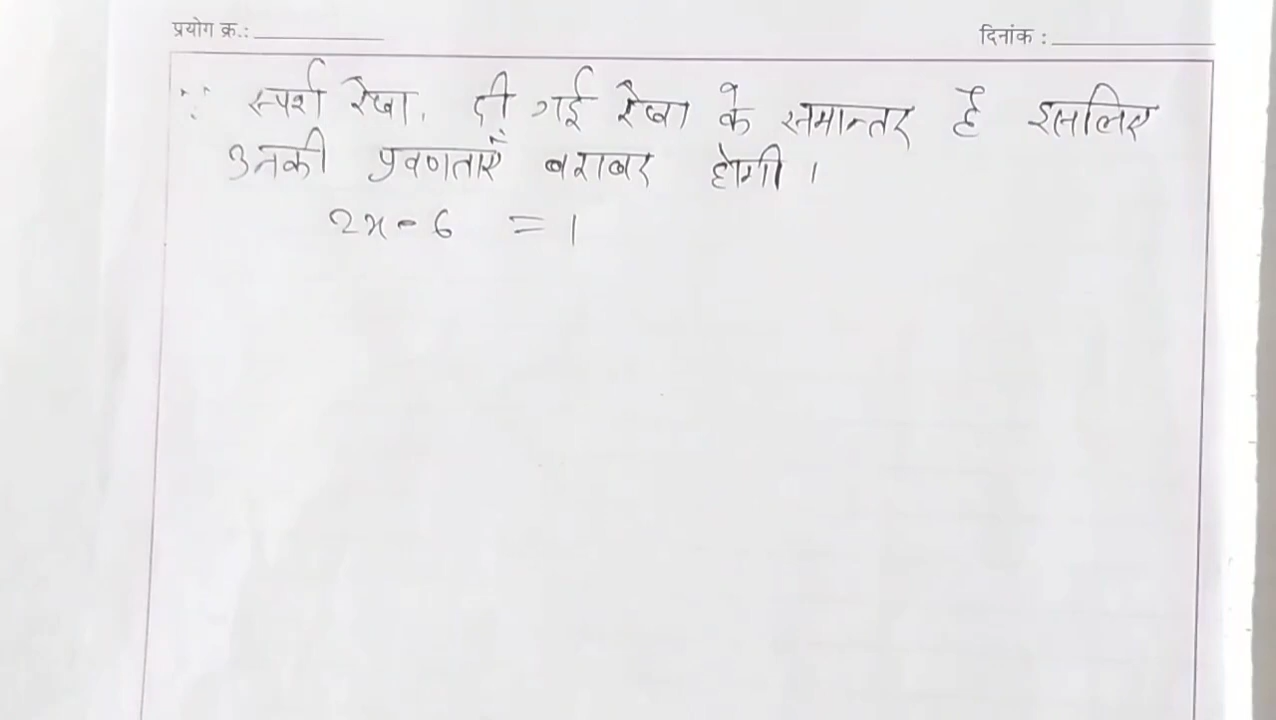 प्रयोग क्र.: दिनांक :
∵ स्पर्श रेखा, दी गई रेखा के समान्तर है इसलिए
उनकी प्रवणताएँ बराबर होगी ।
2x - 6 = 1